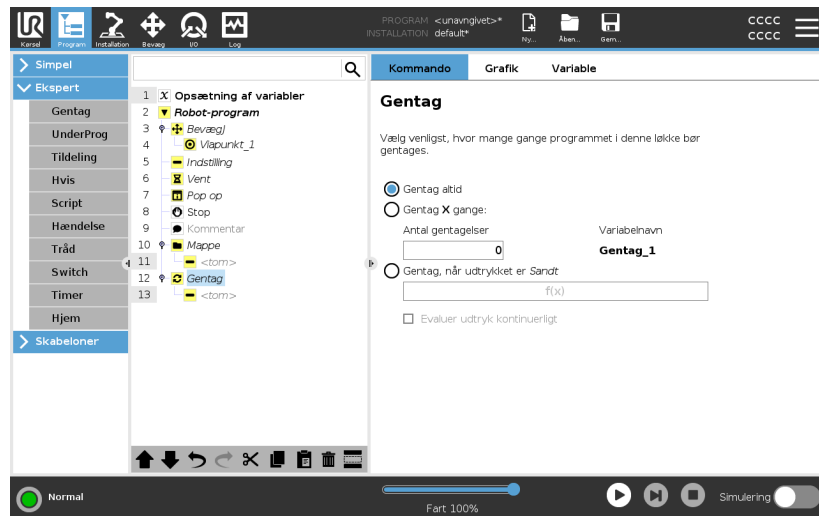 PROGRAM <unavngivet>*
INSTALLATION default*
Kørsel
Program
Installation
Bevæg
I/O
Log
Ny...
Åben...
Gem...
CCCC
CCCC
Simpel
Ekspert
Gentag
UnderProg
Tildeling
Hvis
Script
Hændelse
Tråd
Switch
Timer
Hjem
Skabeloner
1 X Opsætning af variabler
2 Robot-program
3 BevægJ
4 Viapunkt_1
5 Indstilling
6 Vent
7 Pop op
8 Stop
9 Kommentar
10 Mappe
11 <tom>
12 Gentag
13 <tom>
Kommando Grafik Variable
Gentag
Vælg venligst, hvor mange gange programmet i denne løkke bør
gentages.
Gentag altid
Gentag X gange:
Antal gentagelser Variabelnavn
0 Gentag_1
Gentag, når udtrykket er Sandt
f(x)
Evaluer udtryk kontinuerligt
Normal
Fart 100%
Simulering